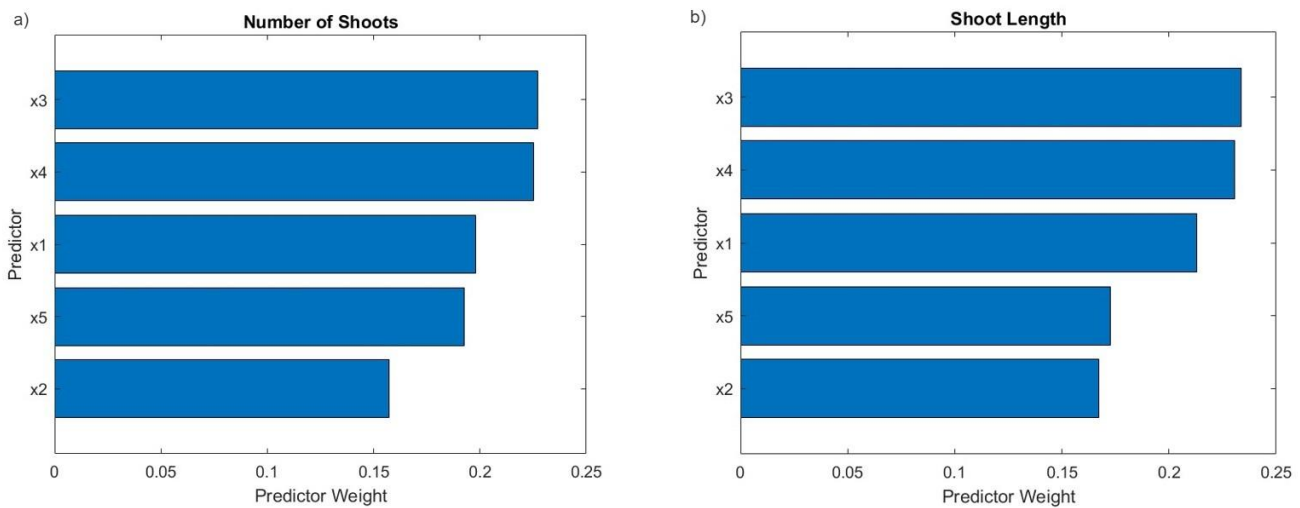 a)
Number of Shoots
Predictor
x3
x4
x1
x5
x2
0 0.05 0.1 0.15 0.2 0.25
Predictor Weight
b)
Shoot Length
Predictor
x3
x4
x1
x5
x2
0 0.05 0.1 0.15 0.2 0.25
Predictor Weight